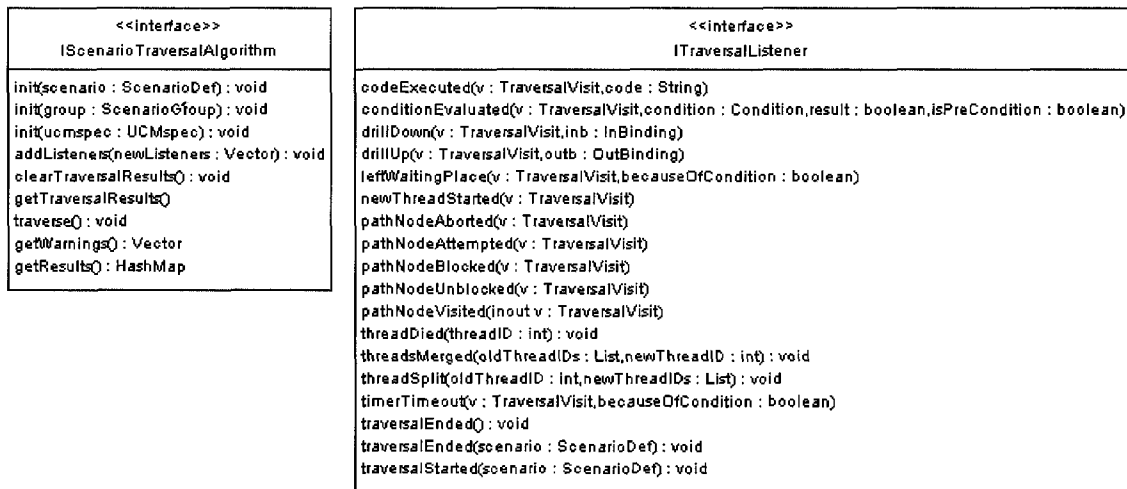 <<interface>>
IScenarioTraversalAlgorithm
init(scenario : ScenarioDef) : void
init(group : ScenarioGroup) : void
init(ucmspec : UCMspec) : void
addListeners(newListeners : Vector) : void
clearTraversalResults() : void
getTraversalResults()
traverse() : void
getWarnings() : Vector
getResults() : HashMap
<<interface>>
ITraversalListener
codeExecuted(v : TraversalVisit,code : String)
conditionEvaluated(v : TraversalVisit,condition : Condition,result : boolean,isPreCondition : boolean)
drillDown(v : TraversalVisit,inb : InBinding)
drillUp(v : TraversalVisit,outb : OutBinding)
leftWaitingPlace(v : TraversalVisit,becauseOfCondition : boolean)
newThreadStarted(v : TraversalVisit)
pathNodeAborted(v : TraversalVisit)
pathNodeAttempted(v : TraversalVisit)
pathNodeBlocked(v : TraversalVisit)
pathNodeUnblocked(v : TraversalVisit)
pathNodeVisited(inout v : TraversalVisit)
threadDied(threadID : int) : void
threadsMerged(oldThreadIDs : List,newThreadID : int) : void
threadSplit(oldThreadID : int,newThreadIDs : List) : void
timerTimeout(v : TraversalVisit,becauseOfCondition : boolean)
traversalEnded() : void
traversalEnded(scenario : ScenarioDef) : void
traversalStarted(scenario : ScenarioDef) : void